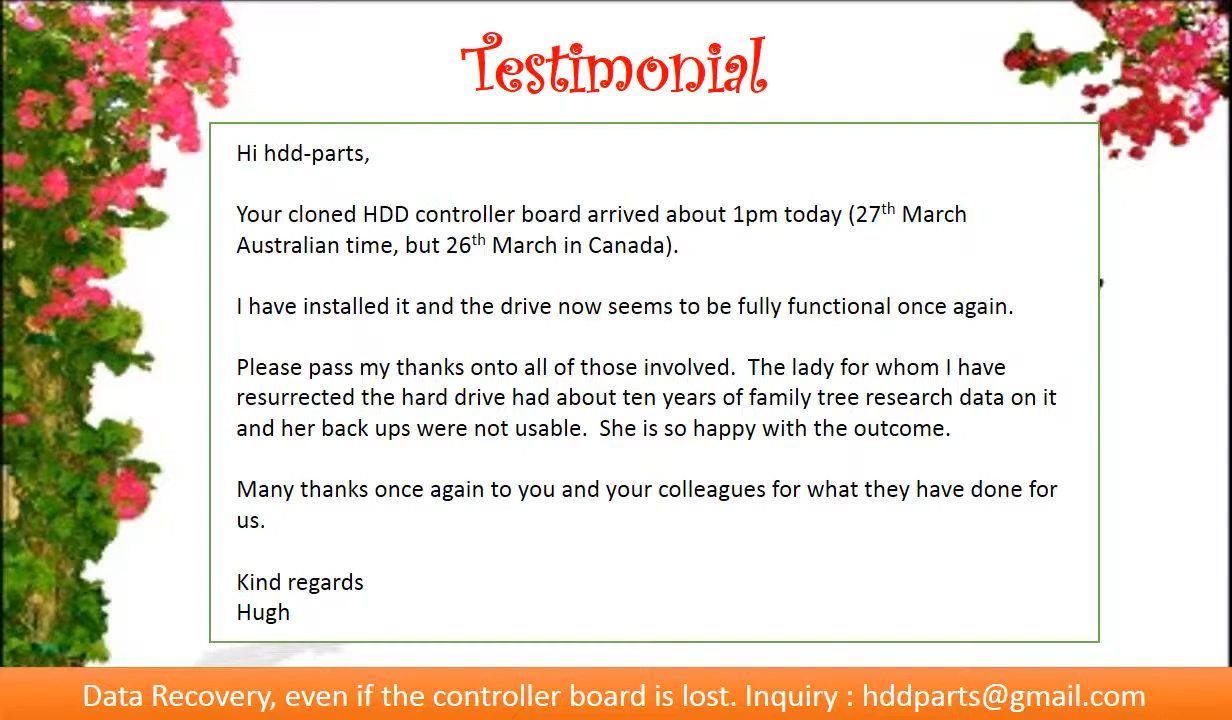 Testimonial
Hi hdd-parts,
Your cloned HDD controller board arrived about 1pm today (27th March
Australian time, but 26th March in Canada).
I have installed it and the drive now seems to be fully functional once again.
Please pass my thanks onto all of those involved.  The lady for whom I have
resurrected the hard drive had about ten years of family tree research data on it
and her back ups were not usable.  She is so happy with the outcome.
Many thanks once again to you and your colleagues for what they have done for
us.
Kind regards
Hugh
Data Recovery, even if the controller board is lost. Inquiry : hddparts@gmail.com